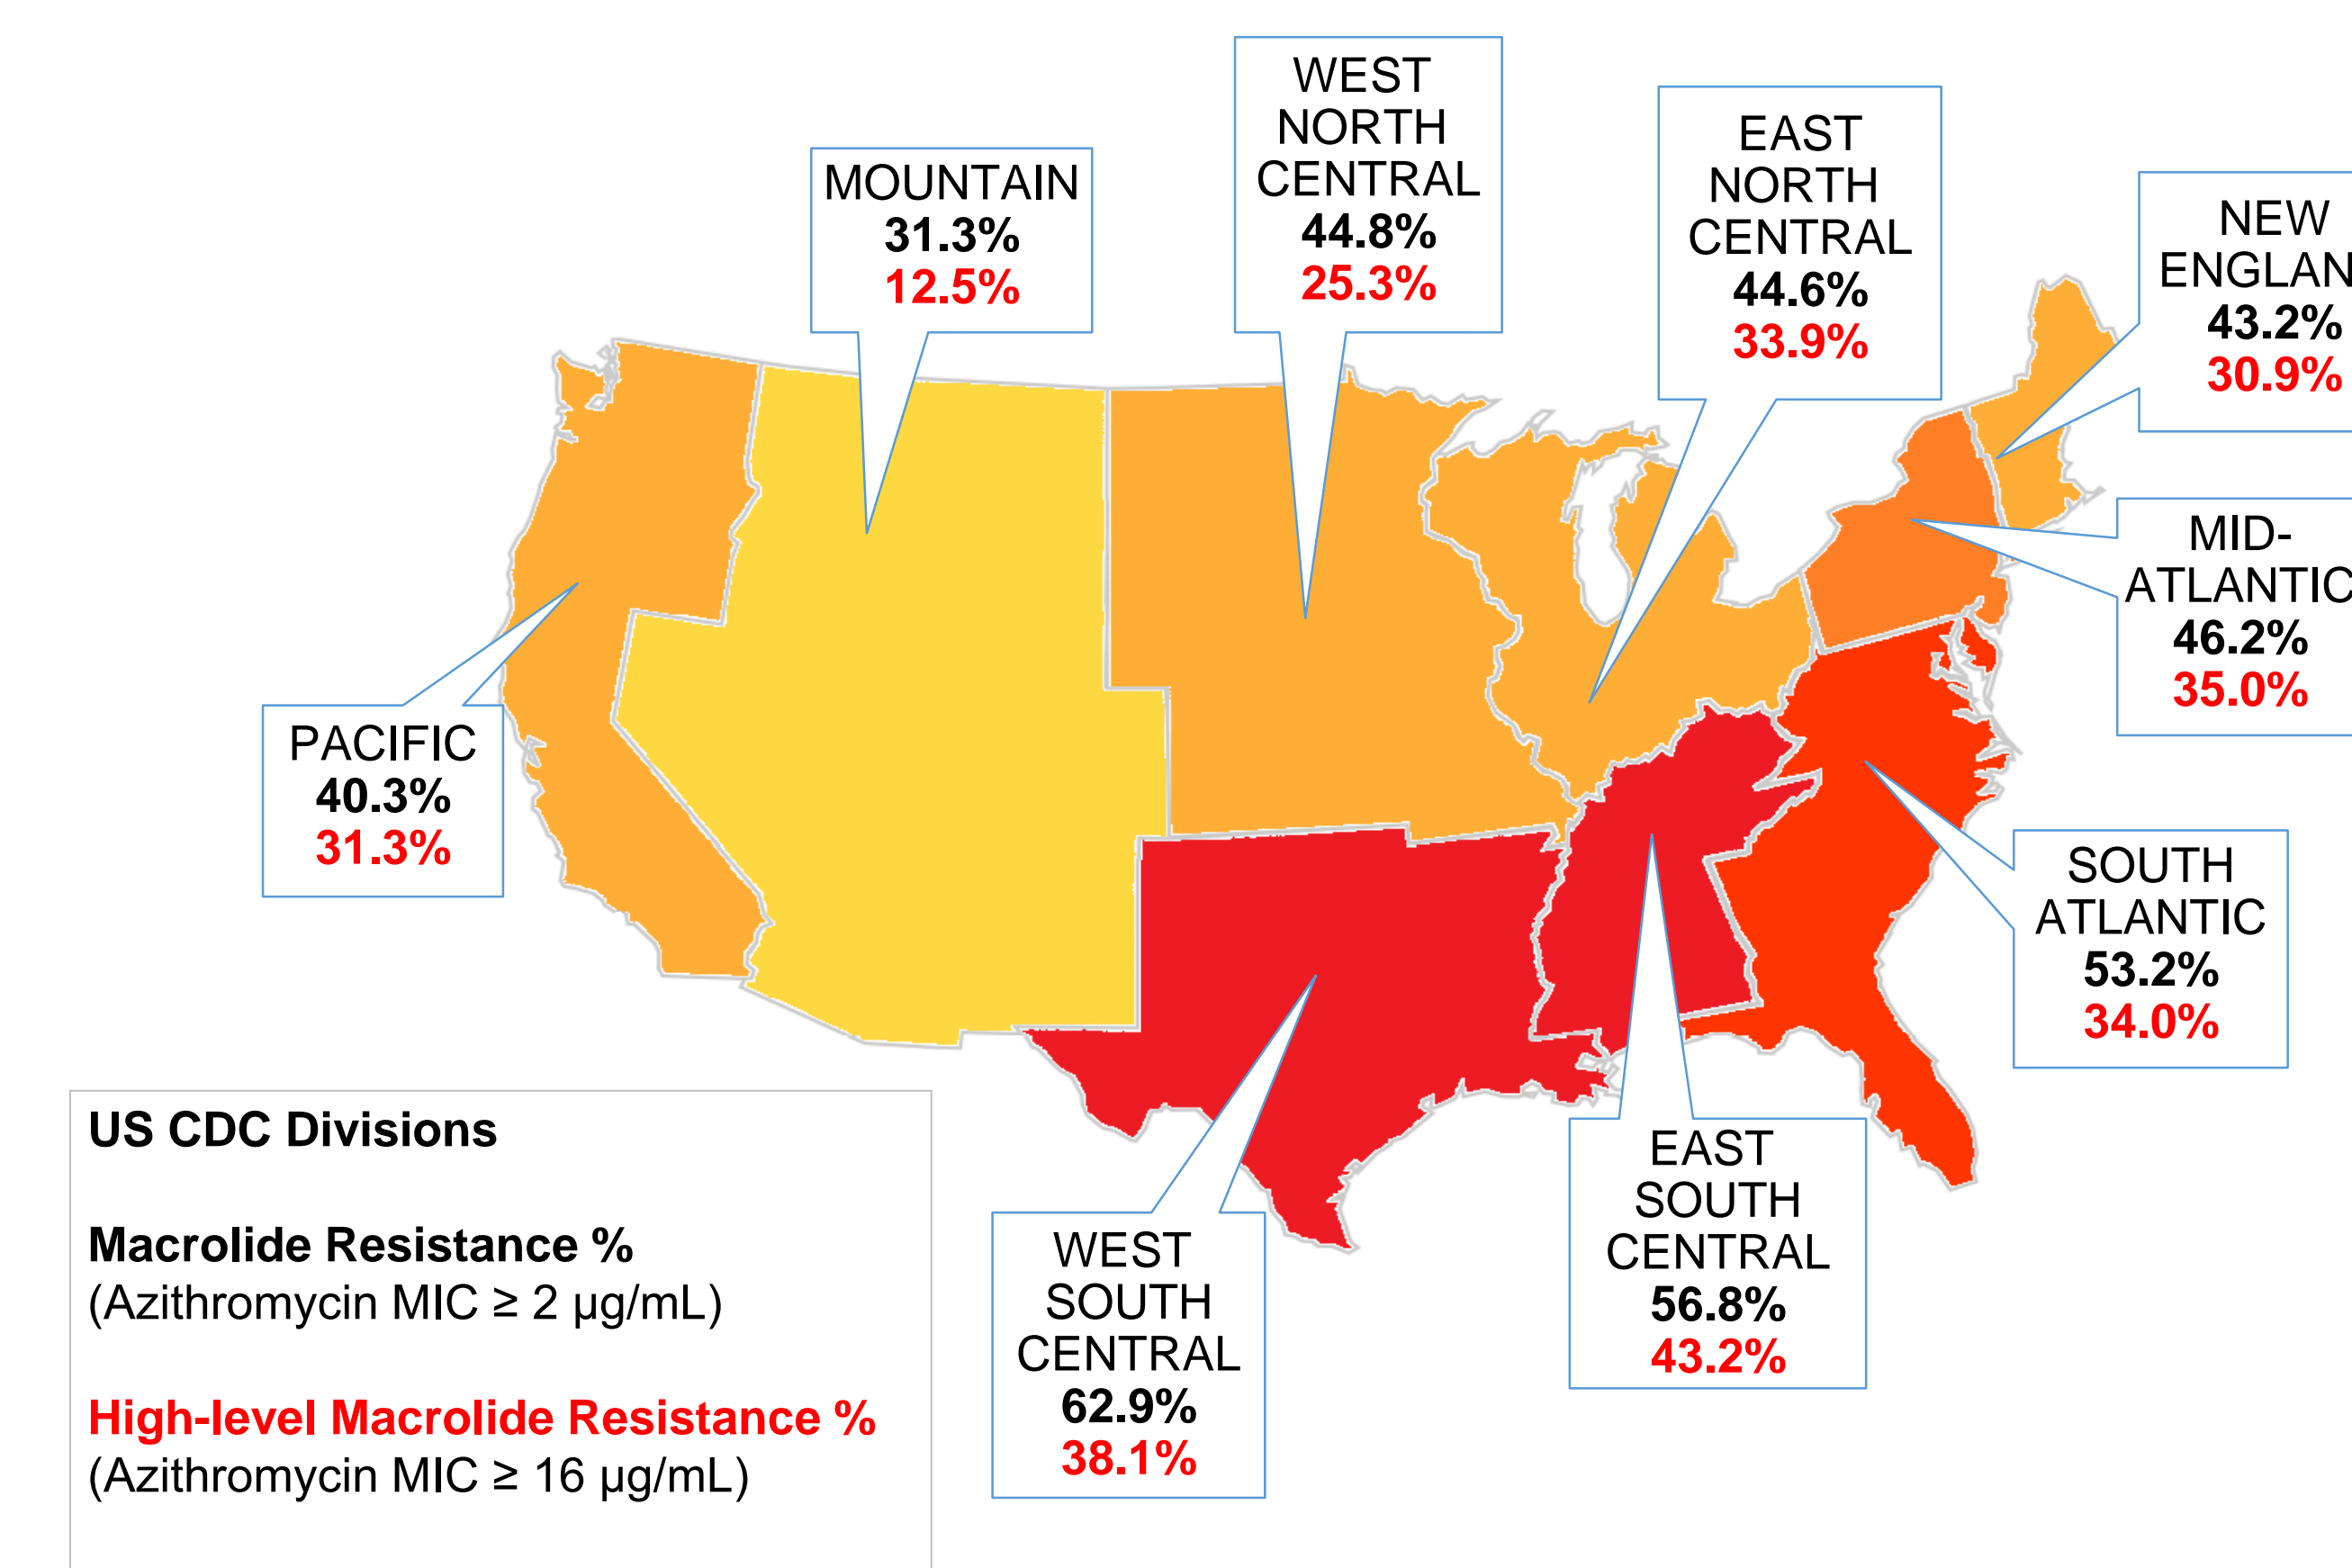 WEST
NORTH
CENTRAL
44.8%
25.3%
EAST
NORTH
CENTRAL
44.6%
33.9%
MOUNTAIN
31.3%
12.5%
NEW
ENGLAN
43.2%
30.9%
MID-
ATLANTIC
46.2%
35.0%
PACIFIC
40.3%
31.3%
SOUTH
ATLANTIC
53.2%
34.0%
EAST
SOUTH
CENTRAL
56.8%
43.2%
WEST
SOUTH
CENTRAL
62.9%
38.1%
US CDC Divisions
Macrolide Resistance %
(Azithromycin MIC ≥ 2 µg/mL)
High-level Macrolide Resistance %
(Azithromycin MIC ≥ 16 µg/mL)